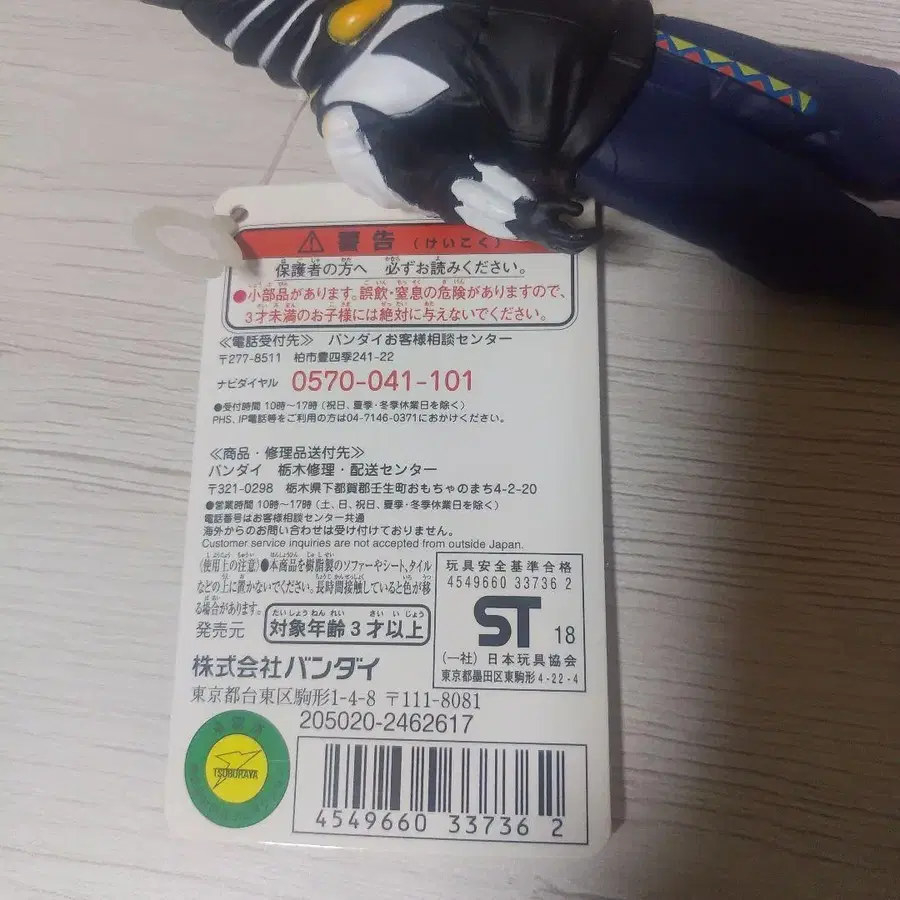 警告(けいこく)
保護者の方へ 必ずお読みください。
●小部品があります。誤飲・窒息の危険がありますので、
3才未満のお子様には絶対に与えないでください。
≪電話受付先≫ バンダイお客様相談センター
〒277-8511 柏市豊四季241-22
ナビダイヤル 0570-041-101
●受付時間 10時〜17時(祝日、夏季・冬季休業日を除く)
PHS、IP電話等をご利用の方は04-7146-0371におかけください。
≪商品・修理品送付先≫
バンダイ 栃木修理・配送センター
〒321-0298 栃木県下都賀郡壬生町おもちゃのまち4-2-20
●営業時間 10時〜17時(土、日、祝日、夏季・冬季休業日を除く)
電話番号はお客様相談センター共通
海外からのお問い合わせは受け付けておりません。
Customer service inquiries are not accepted from outside Japan.
(使用上の注意)●本商品を樹脂製のソファーやシート、タイル
などの上に置かないでください。長時間接触していると色が移
る場合があります。
発売元
対象年齢3才以上
たいしょうねんれい さいいじょう
株式会社バンダイ
東京都台東区駒形1-4-8 〒111-8081
205020-2462617
玩具安全基準合格
4549660 33736 2
ST 18
(一社)日本玩具協会
東京都墨田区東駒形4-22-4
TSUBURAYA
4549660 33736 2